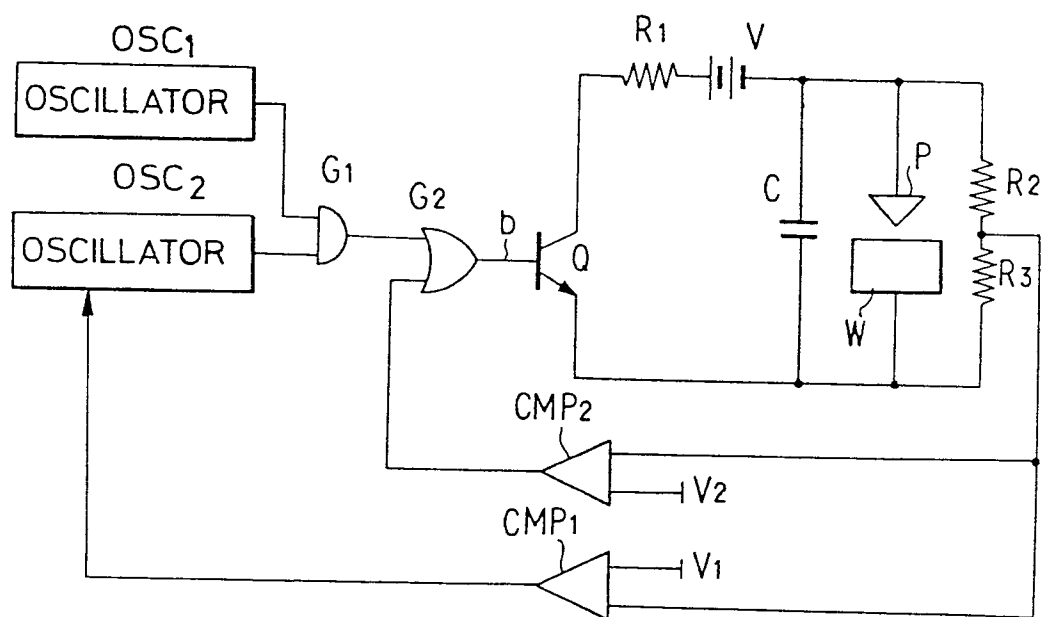 OSC1
OSCILLATOR
OSC2
OSCILLATOR
G1
G2
b
Q
R1
V
C
P
W
R2
R3
CMP2
V2
CMP1
V1